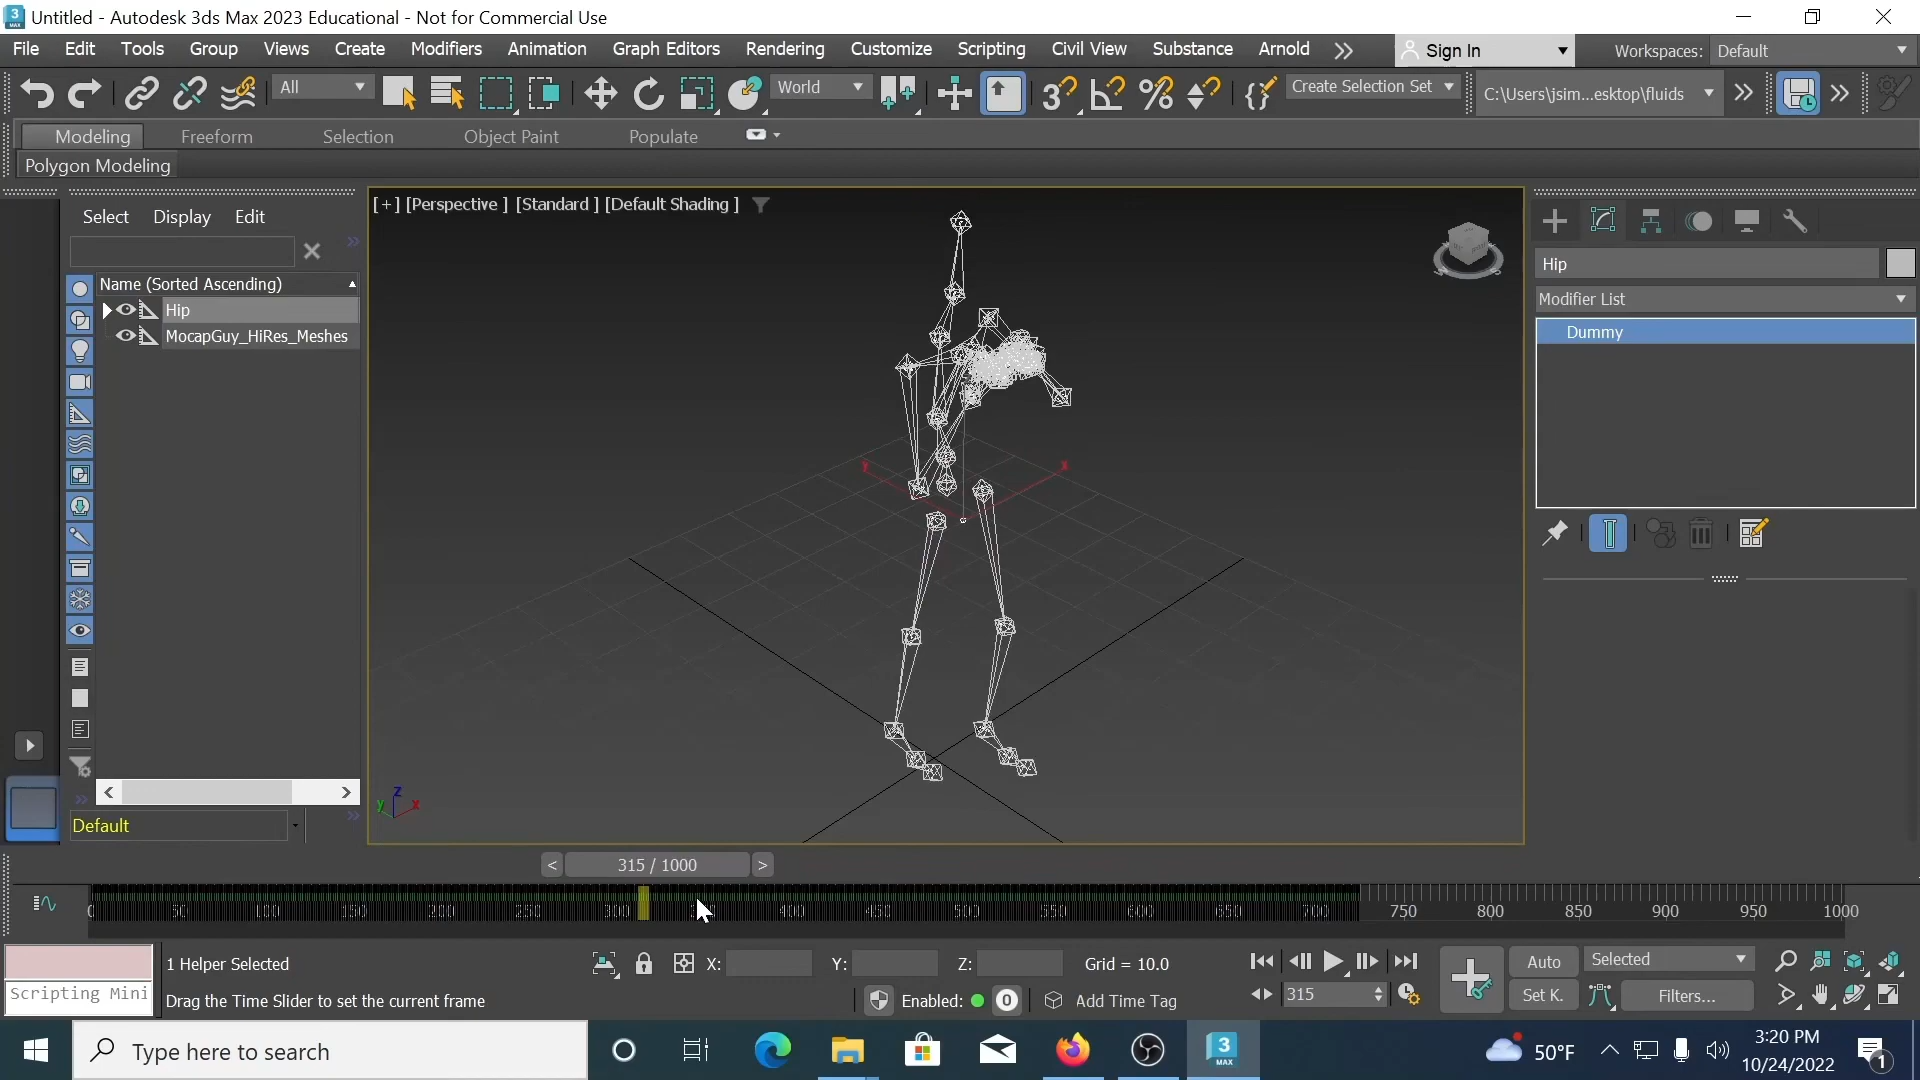 Untitled - Autodesk 3ds Max 2023 Educational - Not for Commercial Use
File Edit Tools Group Views Create Modifiers Animation Graph Editors Rendering Customize Scripting Civil View Substance Arnold Sign In Workspaces: Default
All World Create Selection Set C:\Users\jsim...esktop\fluids
Modeling Freeform Selection Object Paint Populate
Polygon Modeling
Select Display Edit
[+] [Perspective ] [Standard ] [Default Shading ]
Name (Sorted Ascending)
Hip
MocapGuy_HiRes_Meshes
Hip
Modifier List
Dummy
y x
z
y x
Default
< 315 / 1000 >
0 50 100 150 200 250 300 400 450 500 550 600 650 700 750 800 850 900 950 1000
1 Helper Selected X: Y: Z: Grid = 10.0 Auto Selected
Scripting Mini Drag the Time Slider to set the current frame Enabled: 0 Add Time Tag 315 Set K. Filters...
Type here to search 3 MAX 50°F 3:20 PM
10/24/2022 1